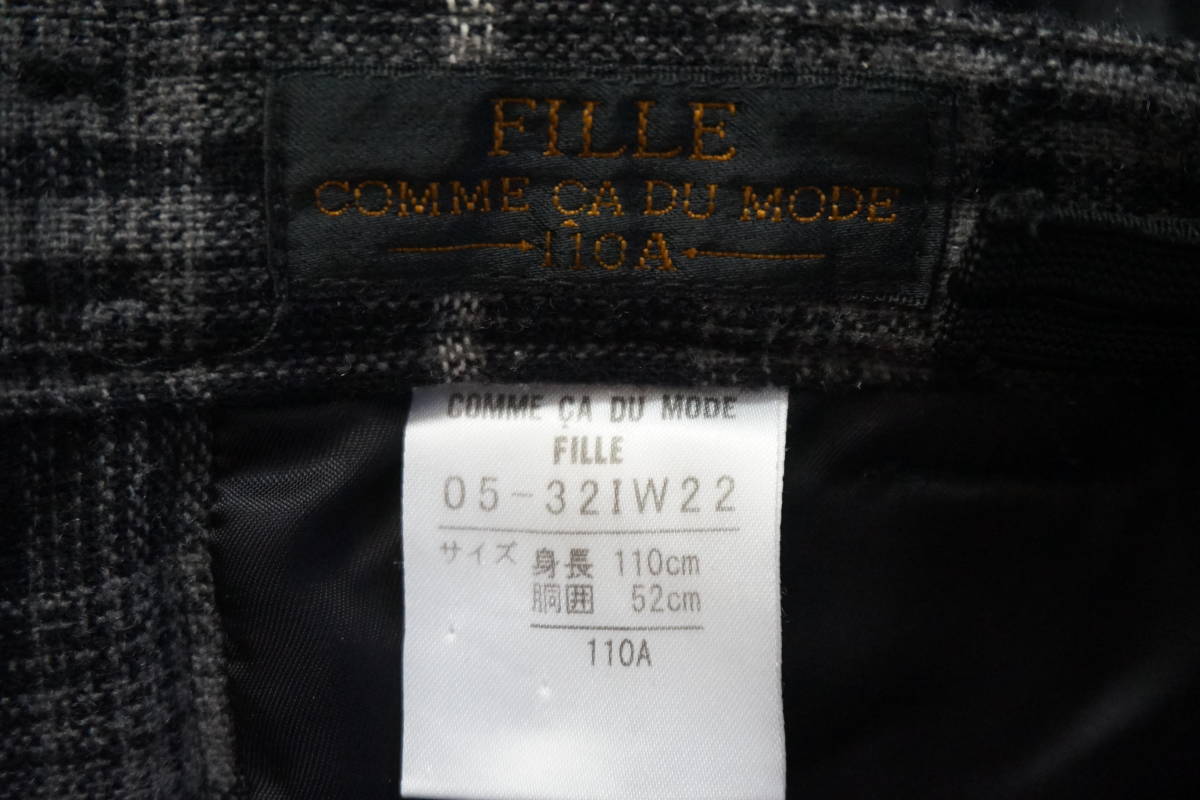 FILLE
COMME ÇA DU MODE
110A
COMME ÇA DU MODE
FILLE
05-32IW22
サイズ 身長 110cm
胴囲 52cm
110A